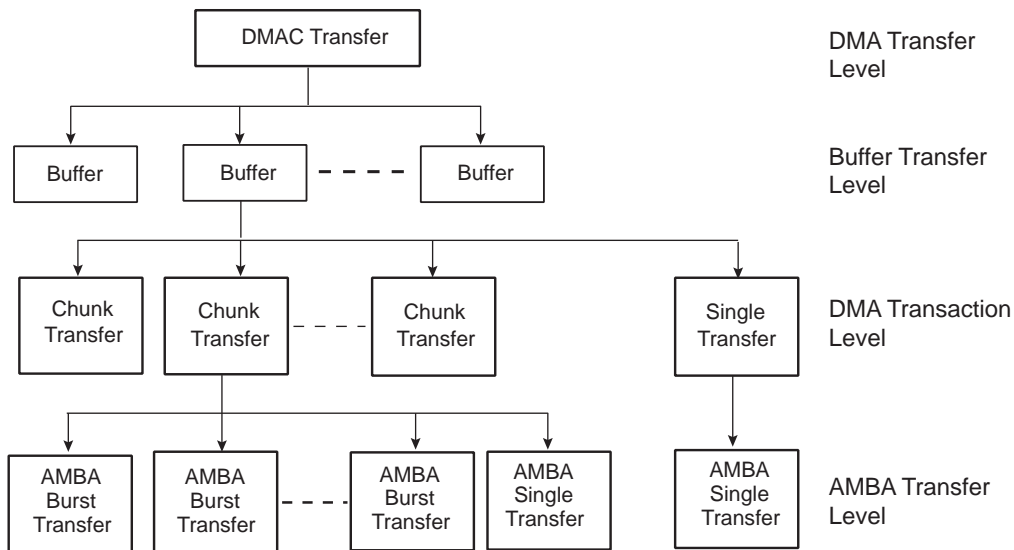 DMAC Transfer
DMA Transfer
Level
Buffer
Buffer
Buffer
Buffer Transfer
Level
Chunk
Transfer
Chunk
Transfer
Chunk
Transfer
Single
Transfer
DMA Transaction
Level
AMBA
Burst
Transfer
AMBA
Burst
Transfer
AMBA
Burst
Transfer
AMBA
Single
Transfer
AMBA
Single
Transfer
AMBA Transfer
Level